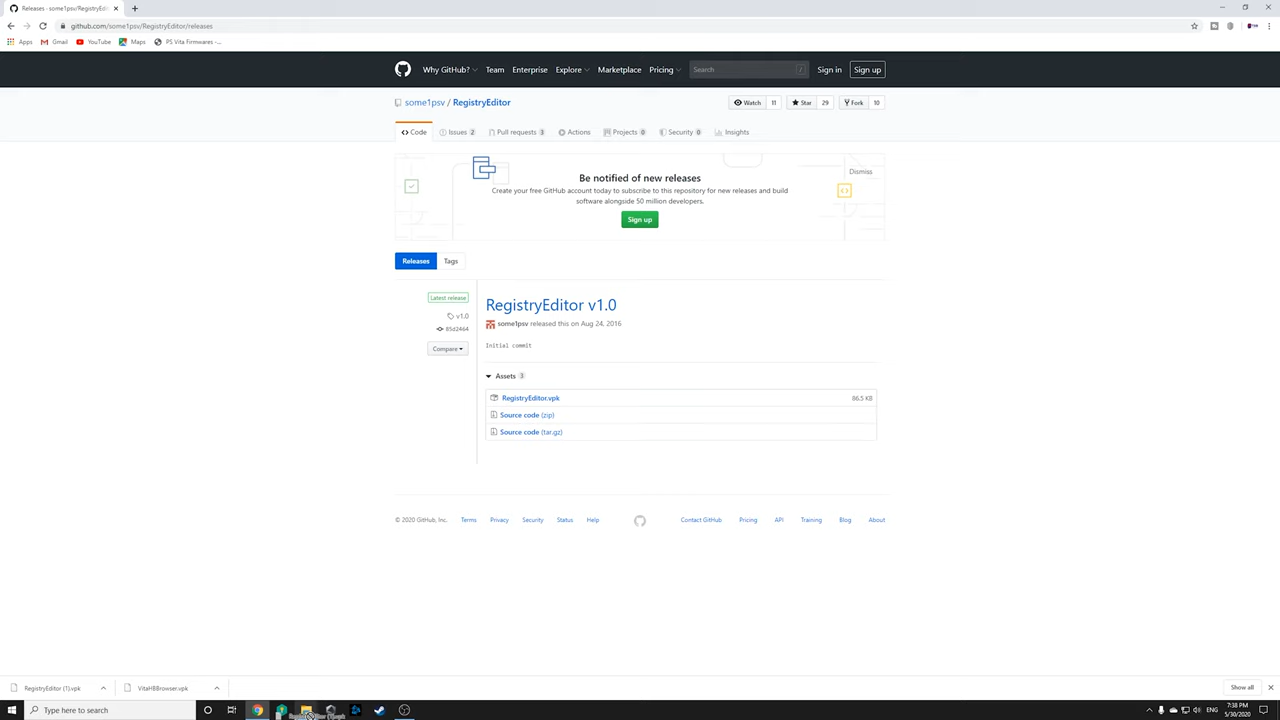 Releases · some1psv/RegistryEdi
github.com/some1psv/RegistryEditor/releases
Apps Gmail YouTube Maps PS Vita Firmwares -...
Why GitHub? Team Enterprise Explore Marketplace Pricing Search / Sign in Sign up
some1psv / RegistryEditor Watch 11 Star 29 Fork 10
Code Issues 2 Pull requests 3 Actions Projects 0 Security 0 Insights
Be notified of new releases
Dismiss
Create your free GitHub account today to subscribe to this repository for new releases and build
software alongside 50 million developers.
Sign up
Releases Tags
Latest release
RegistryEditor v1.0
v1.0
some1psv released this on Aug 24, 2016
85d2464
Initial commit
Compare
Assets 3
RegistryEditor.vpk 86.5 KB
Source code (zip)
Source code (tar.gz)
© 2020 GitHub, Inc. Terms Privacy Security Status Help Contact GitHub Pricing API Training Blog About
RegistryEditor (1).vpk VitaHBBrowser.vpk Show all
Type here to search
ENG
7:38 PM
5/30/2020